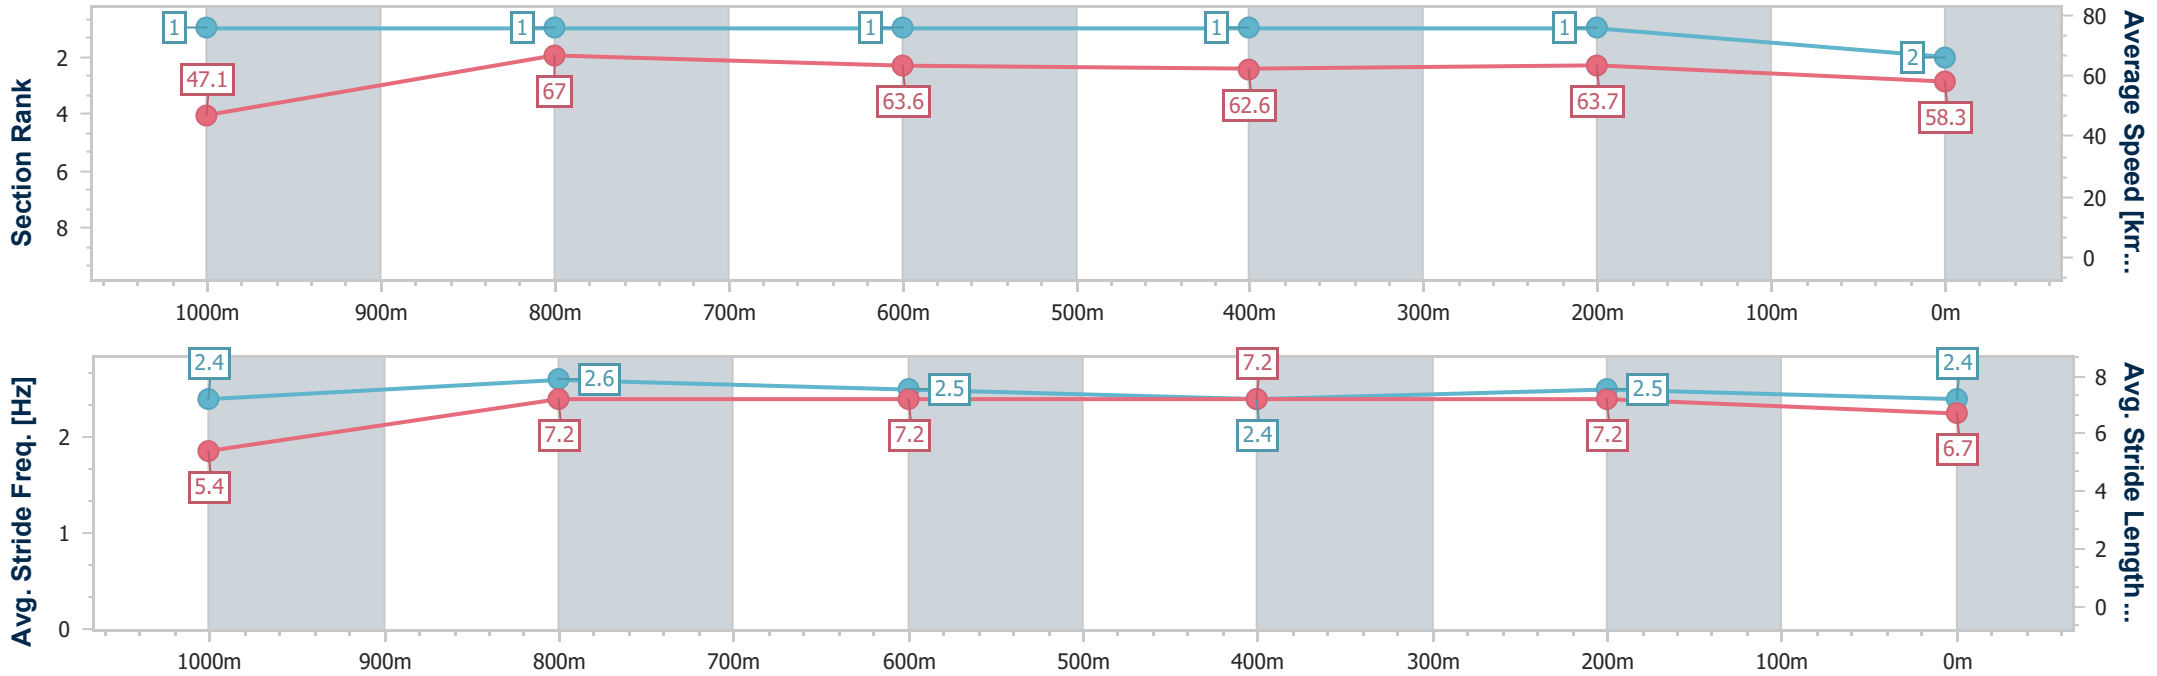 Section Rank
2
4
6
8
1
1
1
1
1
2
47.1
67
63.6
62.6
63.7
58.3
80
60
40
20
0
Average Speed [km...
1000m
900m
800m
700m
600m
500m
400m
300m
200m
100m
0m
Avg. Stride Freq. [Hz]
2
1
0
2.4
2.6
2.5
7.2
2.5
2.4
5.4
7.2
7.2
2.4
7.2
6.7
8
6
4
2
0
Avg. Stride Length ...
1000m
900m
800m
700m
600m
500m
400m
300m
200m
100m
0m